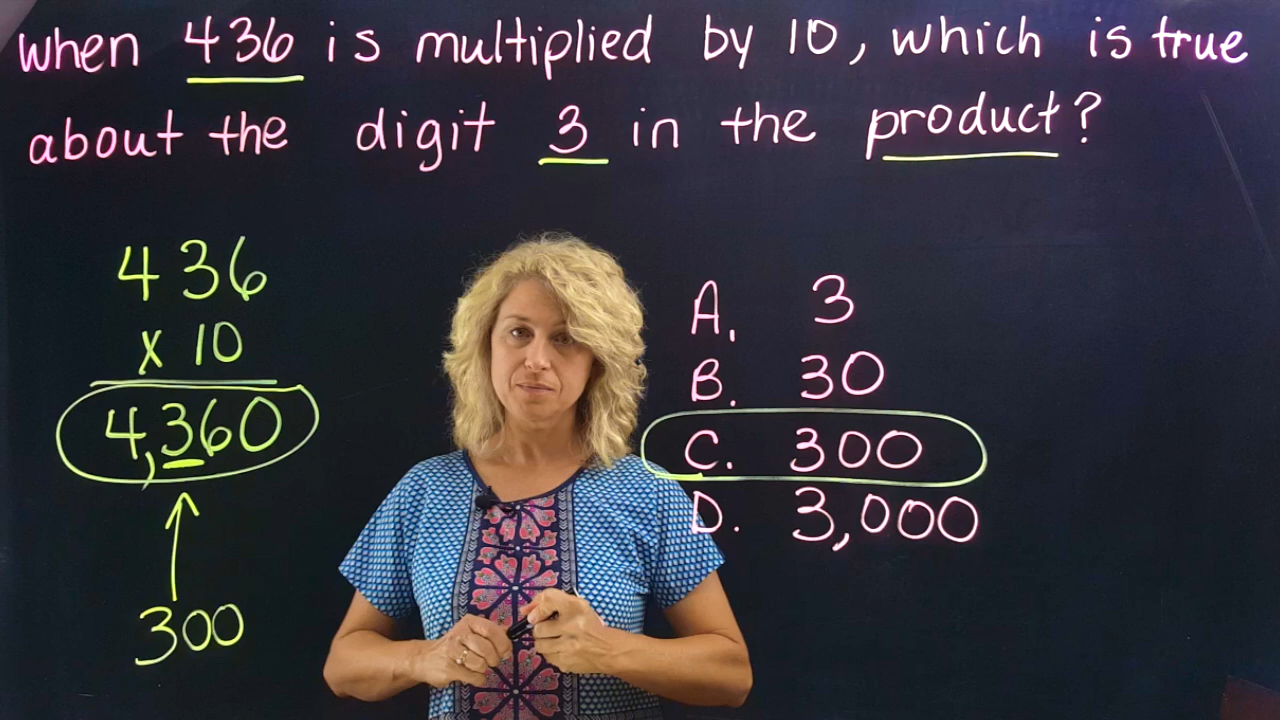 when 436 is multiplied by 10, which is true
about the digit 3 in the product?
436
x 10
4,360
300
A. 3
B. 30
C. 300
D. 3,000